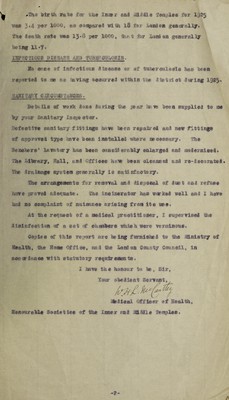 The birth rate for the Inner and Middle Temples for 1925
was 3.4 per 1000, as compared with 18 for London generally.
The death rate was 13.8 per 1000, that for London generally
being 11.7.
INFECTIOUS DISEASE AND TUBERCULOSIS.
No case of infectious disease or of tuberculosis has been
reported to me as having occurred within the District during 1925.
SANITARY CIRCUMSTANCES.
Details of work done during the year have been supplied to me
by your Sanitary Inspector.
Defective sanitary fittings have been repaired and new fittings
of approved type have been installed where necessary. The
Benchers' lavatory has been considerably enlarged and modernised.
The Library, Hall, and Offices have been cleansed and re-decorated.
The drainage system generally is satisfactory.
The arrangements for removal and disposal of dust and refuse
have proved adequate. The incinerator has worked well and I have
had no complaint of nuisance arising from its use.
At the request of a medical practitioner, I supervised the
disinfection of a set of chambers which were verminous.
Copies of this report are being furnished to the Ministry of
Health, the Home Office, and the London County Council, in
accordance with statutory requirements.
I have the honour to be, Sir,
Your obedient Servant,
Medical Officer of Health,
Honourable Societies of the Inner and Middle Temples.
-2-